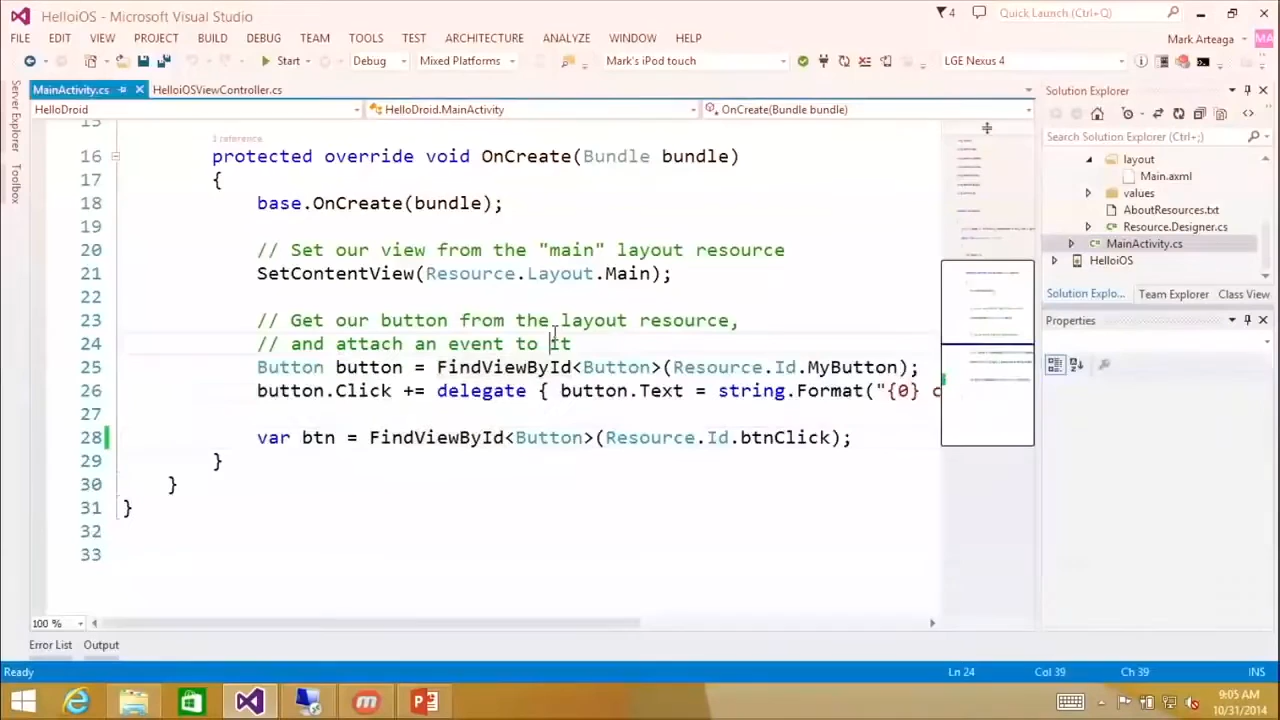 HelloiOS - Microsoft Visual Studio
4
Quick Launch (Ctrl+Q)
FILE EDIT VIEW PROJECT BUILD DEBUG TEAM TOOLS TEST ARCHITECTURE ANALYZE WINDOW HELP
Mark Arteaga
MA
Start
Debug
Mixed Platforms
Mark's iPod touch
LGE Nexus 4
Server Explorer
Toolbox
MainActivity.cs
HelloiOSViewController.cs
HelloDroid
HelloDroid.MainActivity
OnCreate(Bundle bundle)
15
1 reference
16 protected override void OnCreate(Bundle bundle)
17 {
18 base.OnCreate(bundle);
19
20 // Set our view from the "main" layout resource
21 SetContentView(Resource.Layout.Main);
22
23 // Get our button from the layout resource,
24 // and attach an event to it
25 Button button = FindViewById<Button>(Resource.Id.MyButton);
26 button.Click += delegate { button.Text = string.Format("{0} c
27
28 var btn = FindViewById<Button>(Resource.Id.btnClick);
29 }
30 }
31 }
32
33
100 %
Solution Explorer
Search Solution Explorer (Ctrl+;)
layout
Main.axml
values
AboutResources.txt
Resource.Designer.cs
MainActivity.cs
HelloiOS
Solution Explo... Team Explorer Class View
Properties
Error List Output
Ready
Ln 24 Col 39 Ch 39 INS
9:05 AM
10/31/2014